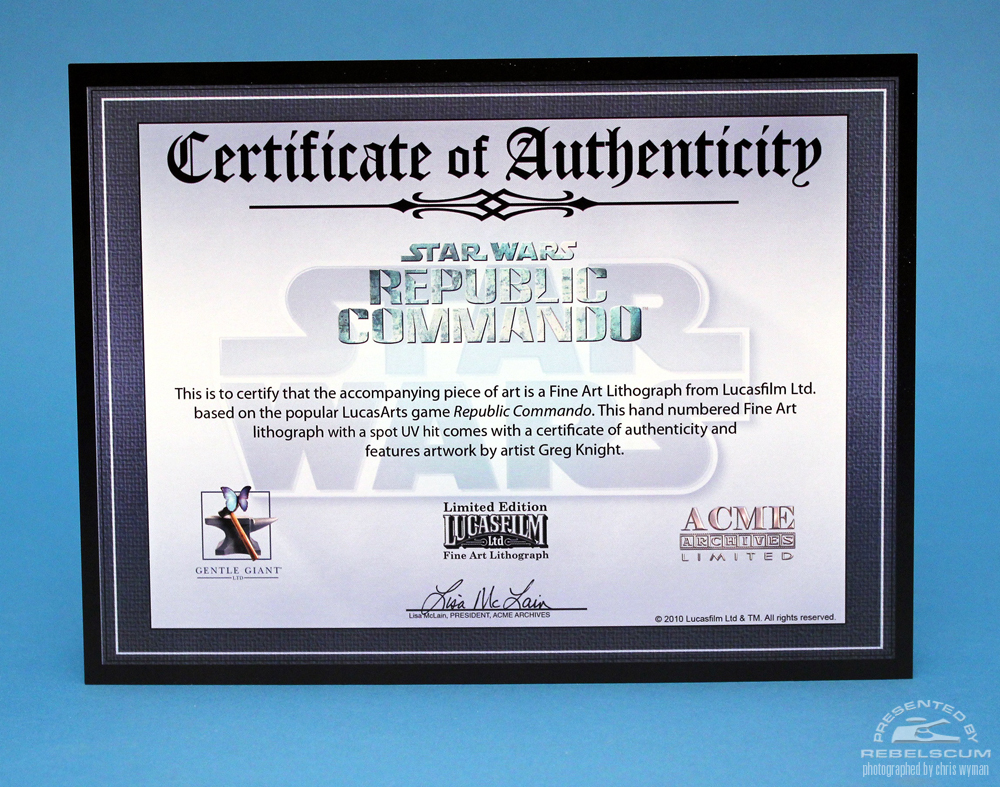 Certificate of Authenticity
STAR WARS
REPUBLIC
COMMANDO™
STAR
WARS
This is to certify that the accompanying piece of art is a Fine Art Lithograph from Lucasfilm Ltd.
based on the popular LucasArts game Republic Commando. This hand numbered Fine Art
lithograph with a spot UV hit comes with a certificate of authenticity and
features artwork by artist Greg Knight.
GENTLE GIANT
LTD
Limited Edition
LUCASFILM
Ltd
Fine Art Lithograph
ACME
ARCHIVES
LIMITED
Lisa McLain
Lisa McLain, PRESIDENT, ACME ARCHIVES
© 2010 Lucasfilm Ltd & TM. All rights reserved.
PRESENTED BY
REBELSCUM
photographed by chris wyman